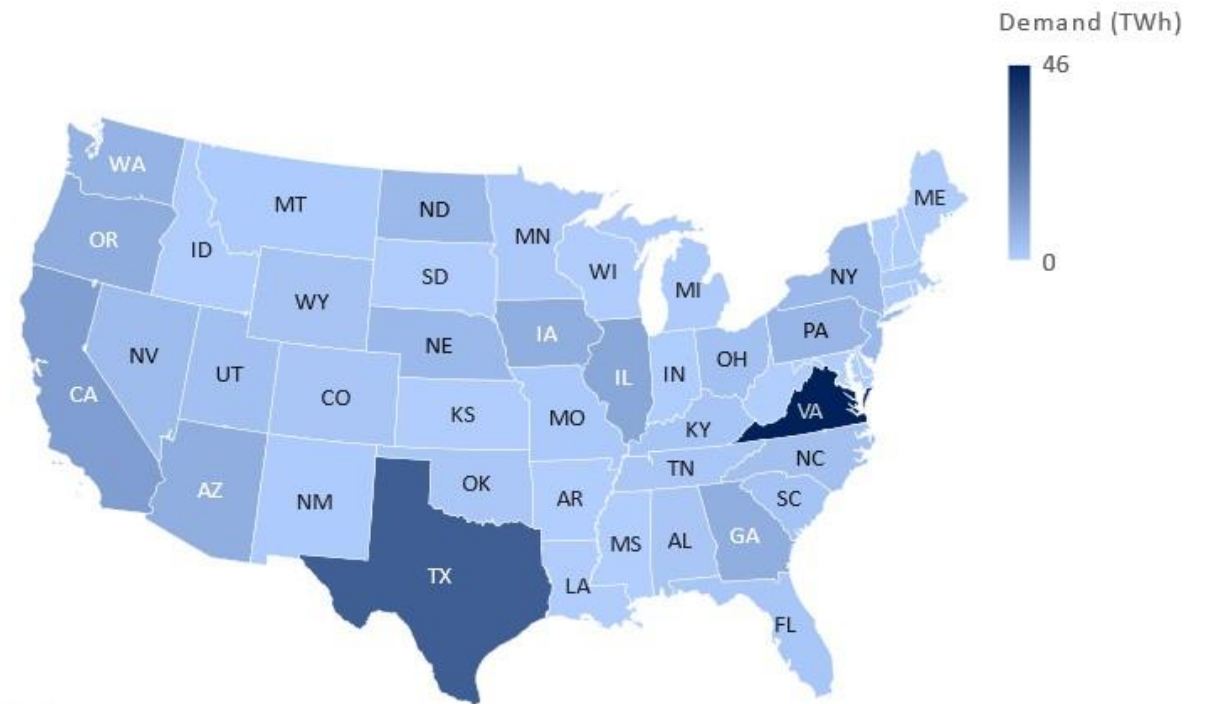 Demand (TWh)
46
0
WA
MT
ND
MN
ME
OR
ID
SD
WI
MI
NY
WY
IA
PA
NV
UT
NE
IL
IN
OH
CA
CO
KS
MO
KY
VA
AZ
NM
OK
AR
TN
NC
SC
TX
LA
MS
AL
GA
FL